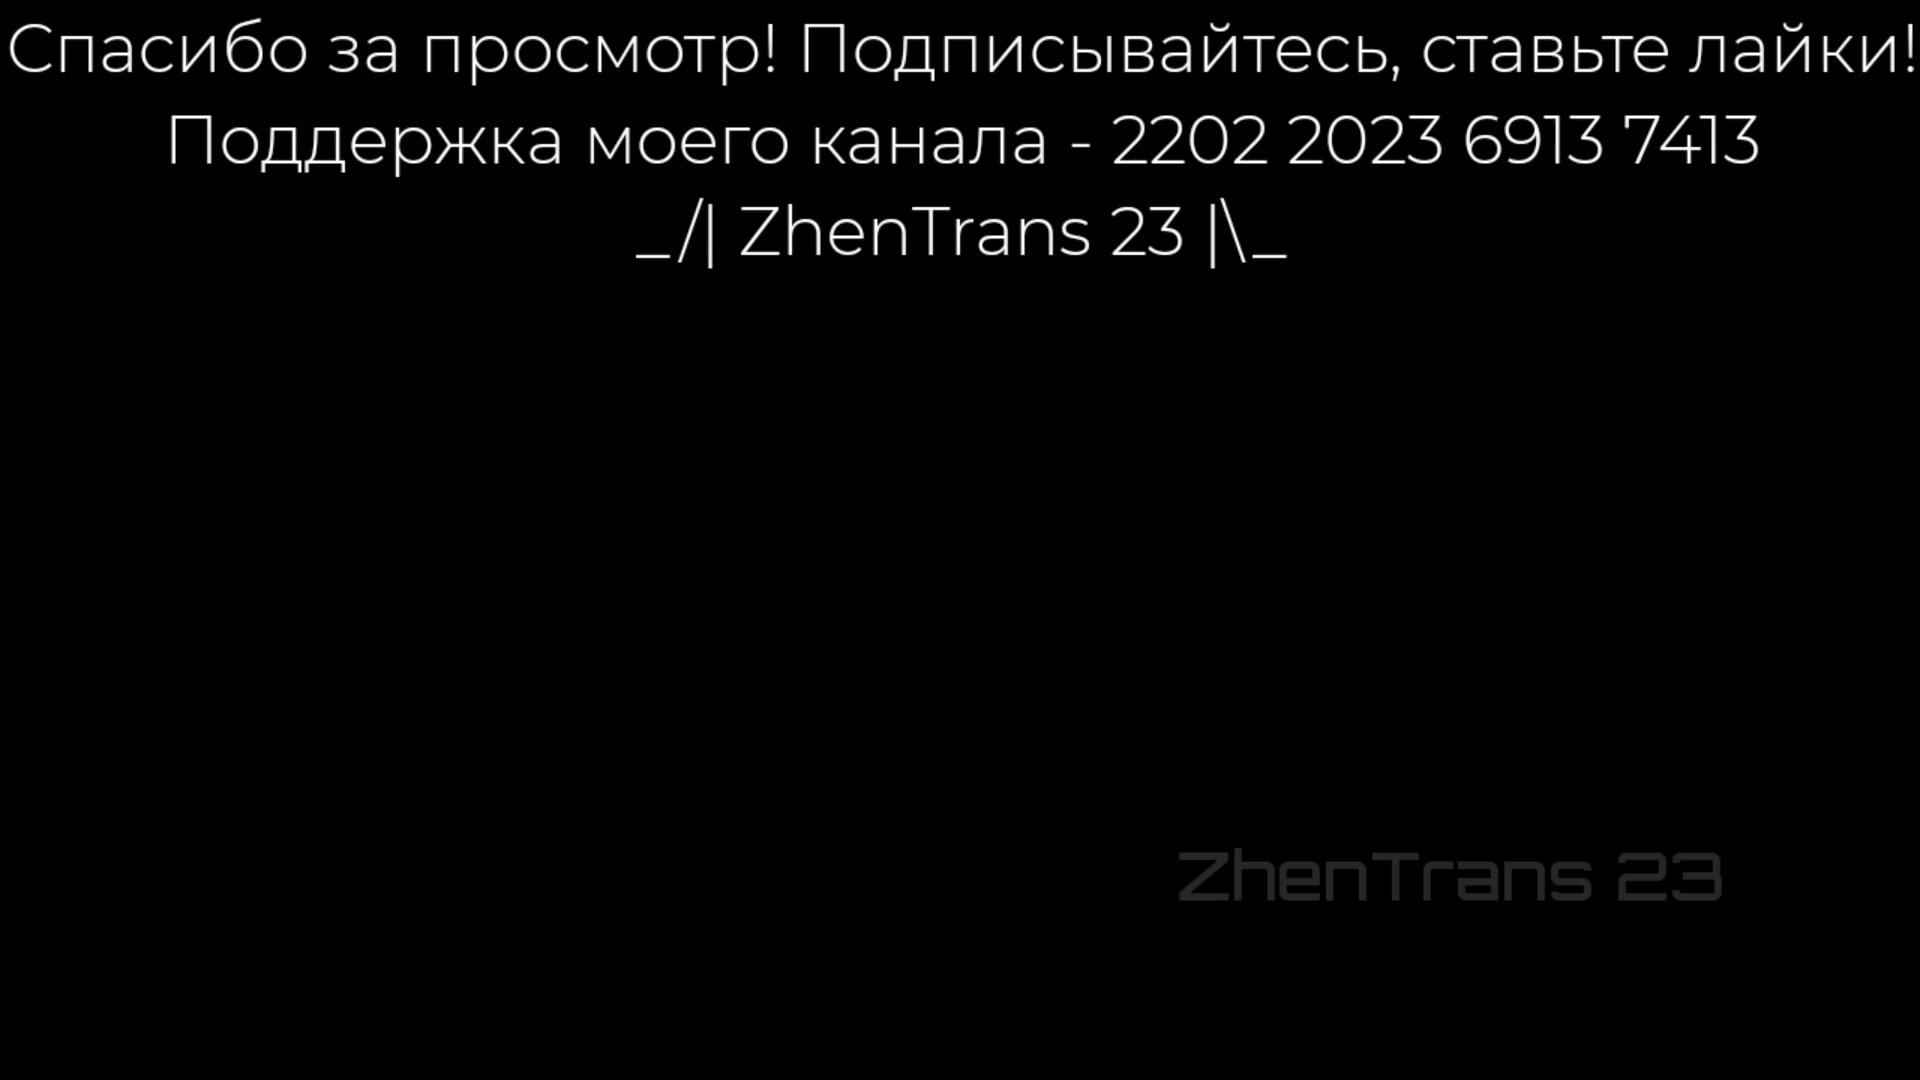 Спасибо за просмотр! Подписывайтесь, ставьте лайки!
Поддержка моего канала - 2202 2023 6913 7413
_/| ZhenTrans 23 |\_
ZhenTrans 23